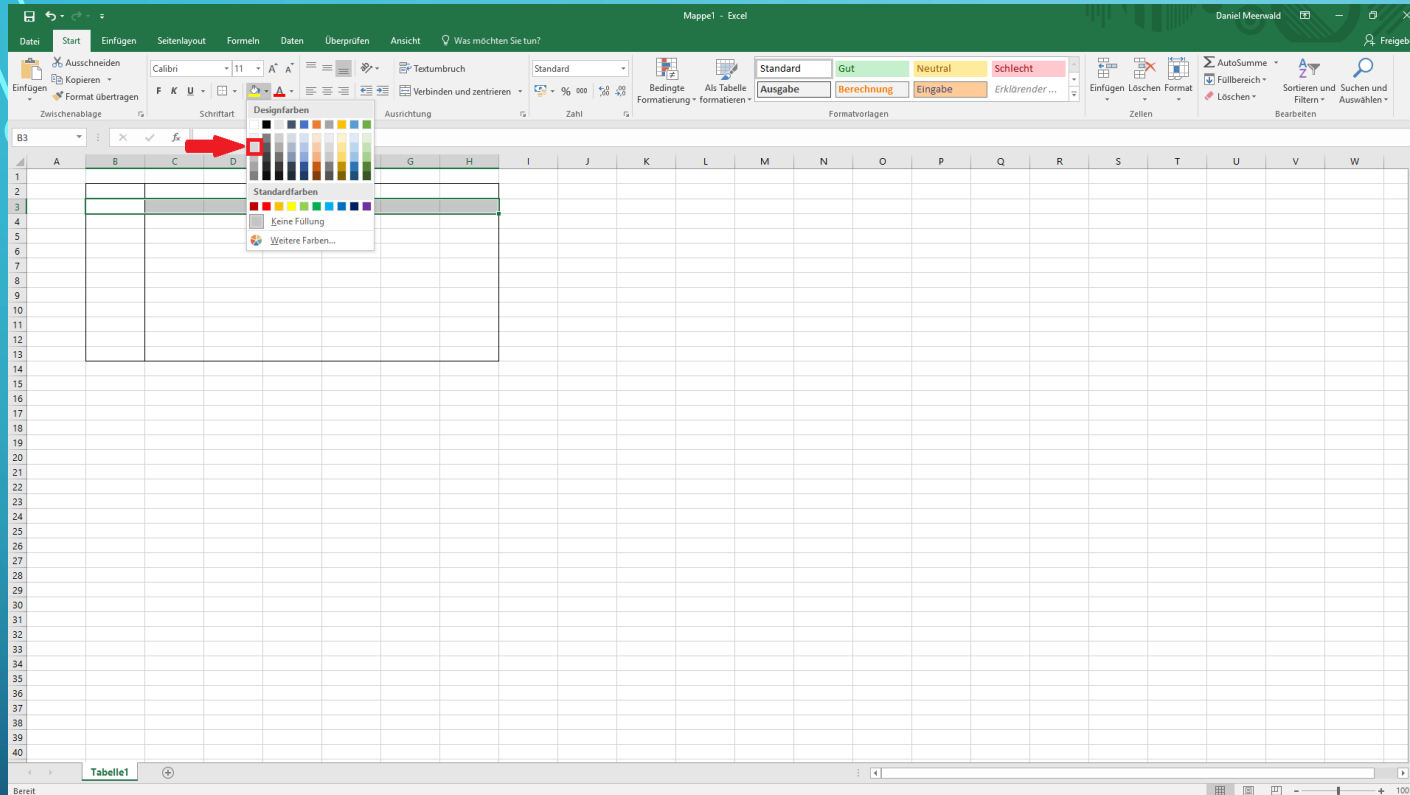 Mappe1 - Excel
Daniel Meerwald
Datei Start Einfügen Seitenlayout Formeln Daten Überprüfen Ansicht Was möchten Sie tun? Freigeb
Einfügen
Ausschneiden
Kopieren
Format übertragen
Zwischenablage
Calibri 11 A A
F K U A
Schriftart
Textumbruch
Verbinden und zentrieren
Ausrichtung
Standard
% 000
Zahl
Bedingte Formatierung
Als Tabelle formatieren
Standard Gut Neutral Schlecht
Ausgabe Berechnung Eingabe Erklärender ...
Formatvorlagen
Einfügen Löschen Format
Zellen
AutoSumme
Füllbereich
Löschen
Sortieren und Filtern
Suchen und Auswählen
Bearbeiten
B3 fx
Designfarben
Standardfarben
Keine Füllung
Weitere Farben...
A B C D G H I J K L M N O P Q R S T U V W
1
2
3
4
5
6
7
8
9
10
11
12
13
14
15
16
17
18
19
20
21
22
23
24
25
26
27
28
29
30
31
32
33
34
35
36
37
38
39
40
Tabelle1
Bereit
100